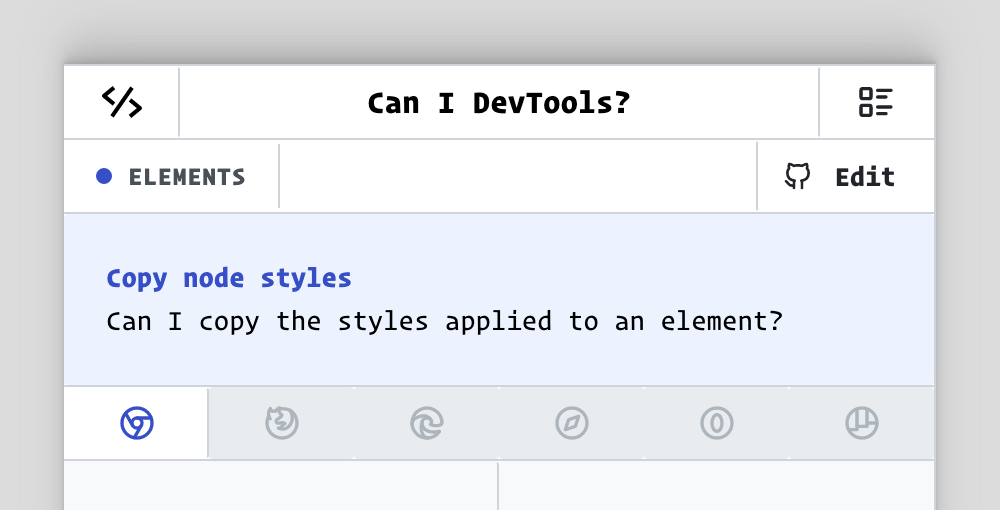 Can I DevTools?
ELEMENTS
Edit
Copy node styles
Can I copy the styles applied to an element?